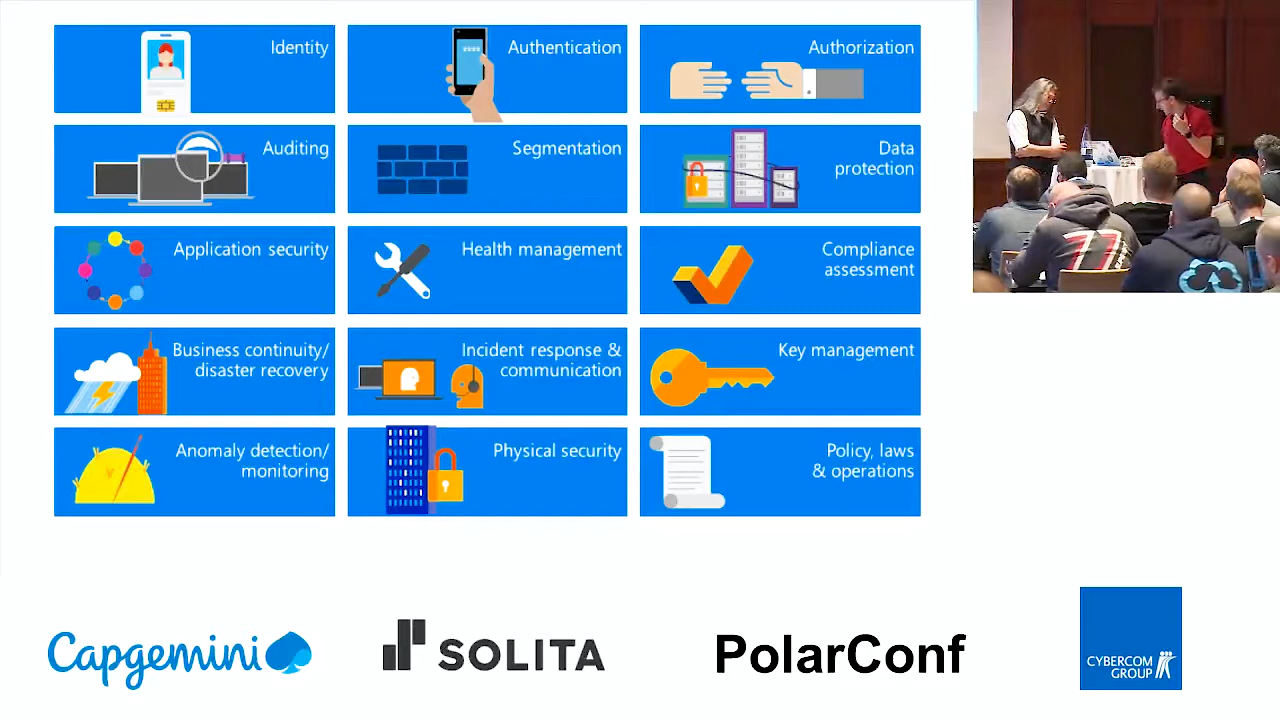 Identity
Authentication
Authorization
Auditing
Segmentation
Data
protection
Application security
Health management
Compliance
assessment
Business continuity/
disaster recovery
Incident response &
communication
Key management
Anomaly detection/
monitoring
Physical security
Policy, laws
& operations
77
Capgemini
SOLITA
PolarConf
CYBERCOM
GROUP